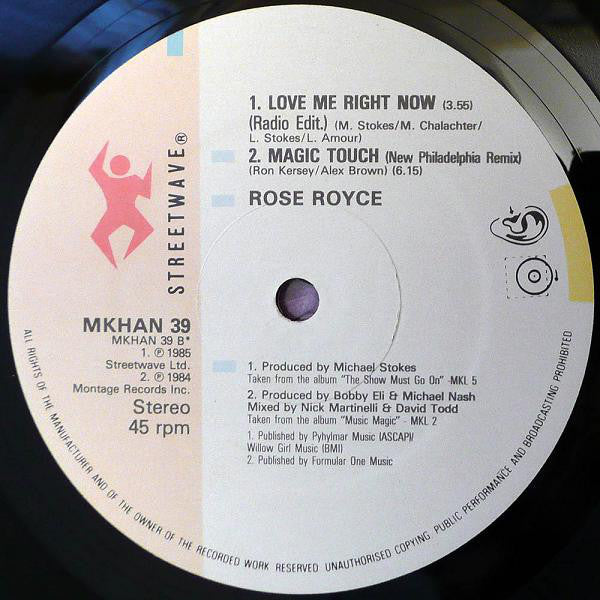 1. LOVE ME RIGHT NOW (3.55)
(Radio Edit.) (M. Stokes/M. Chalachter/
L. Stokes/L. Amour)
2. MAGIC TOUCH (New Philadelphia Remix)
(Ron Kersey/Alex Brown) (6.15)
ROSE ROYCE
STREETWAVE®
MKHAN 39
MKHAN 39 B*
1. ℗ 1985
Streetwave Ltd.
2. ℗ 1984
Montage Records Inc.
Stereo
45 rpm
1. Produced by Michael Stokes
Taken from the album "The Show Must Go On" -MKL 5
2. Produced by Bobby Eli & Michael Nash
Mixed by Nick Martinelli & David Todd
Taken from the album "Music Magic" - MKL 2
1. Published by Pyhylmar Music (ASCAP)/
Willow Girl Music (BMI)
2. Published by Formular One Music
ALL RIGHTS OF THE MANUFACTURER AND OF THE OWNER OF THE RECORDED WORK RESERVED UNAUTHORISED COPYING, PUBLIC PERFORMANCE AND BROADCASTING PROHIBITED